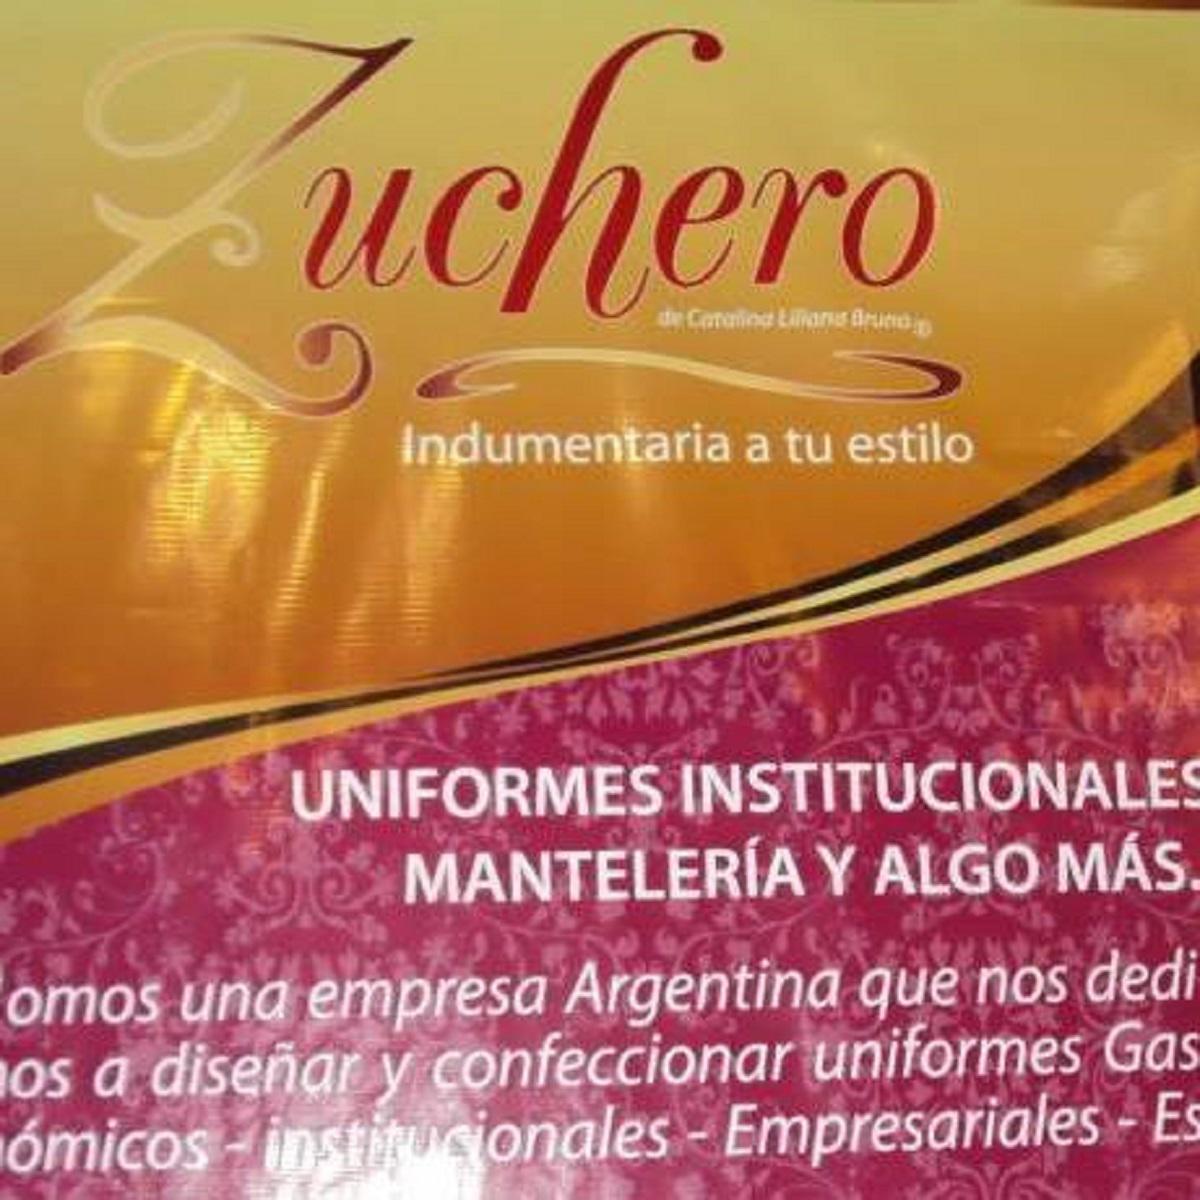 Zuchero
de Catalina Liliana Bruno ®
Indumentaria a tu estilo
UNIFORMES INSTITUCIONALES
MANTELERÍA Y ALGO MÁS.
omos una empresa Argentina que nos dedi
nos a diseñar y confeccionar uniformes Gas
nómicos - institucionales - Empresariales - Es